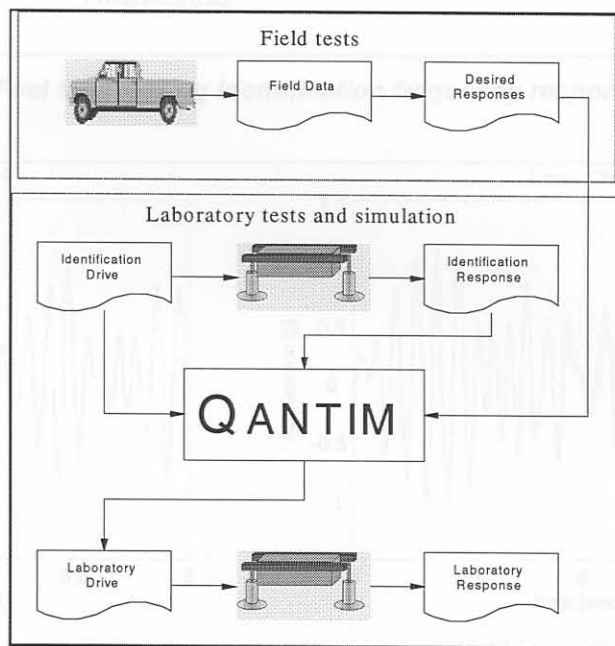 Field tests
Field Data
Desired
Responses
Laboratory tests and simulation
Identification
Drive
Identification
Response
QANTIM
Laboratory
Drive
Laboratory
Response